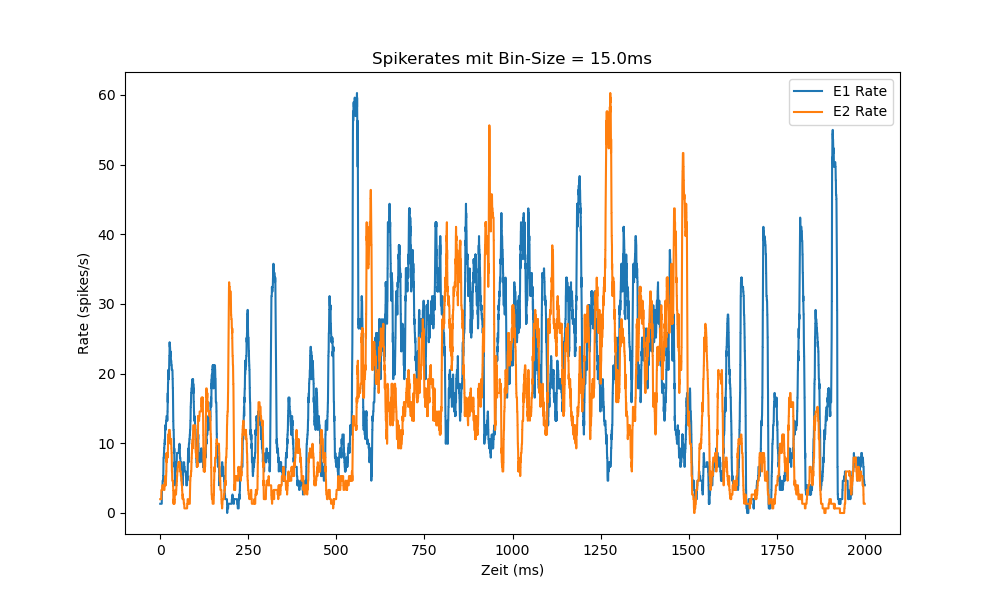 Spikerates mit Bin-Size = 15.0ms
E1 Rate
E2 Rate
60
50
40
30
20
10
0
Rate (spikes/s)
0 250 500 750 1000 1250 1500 1750 2000
Zeit (ms)